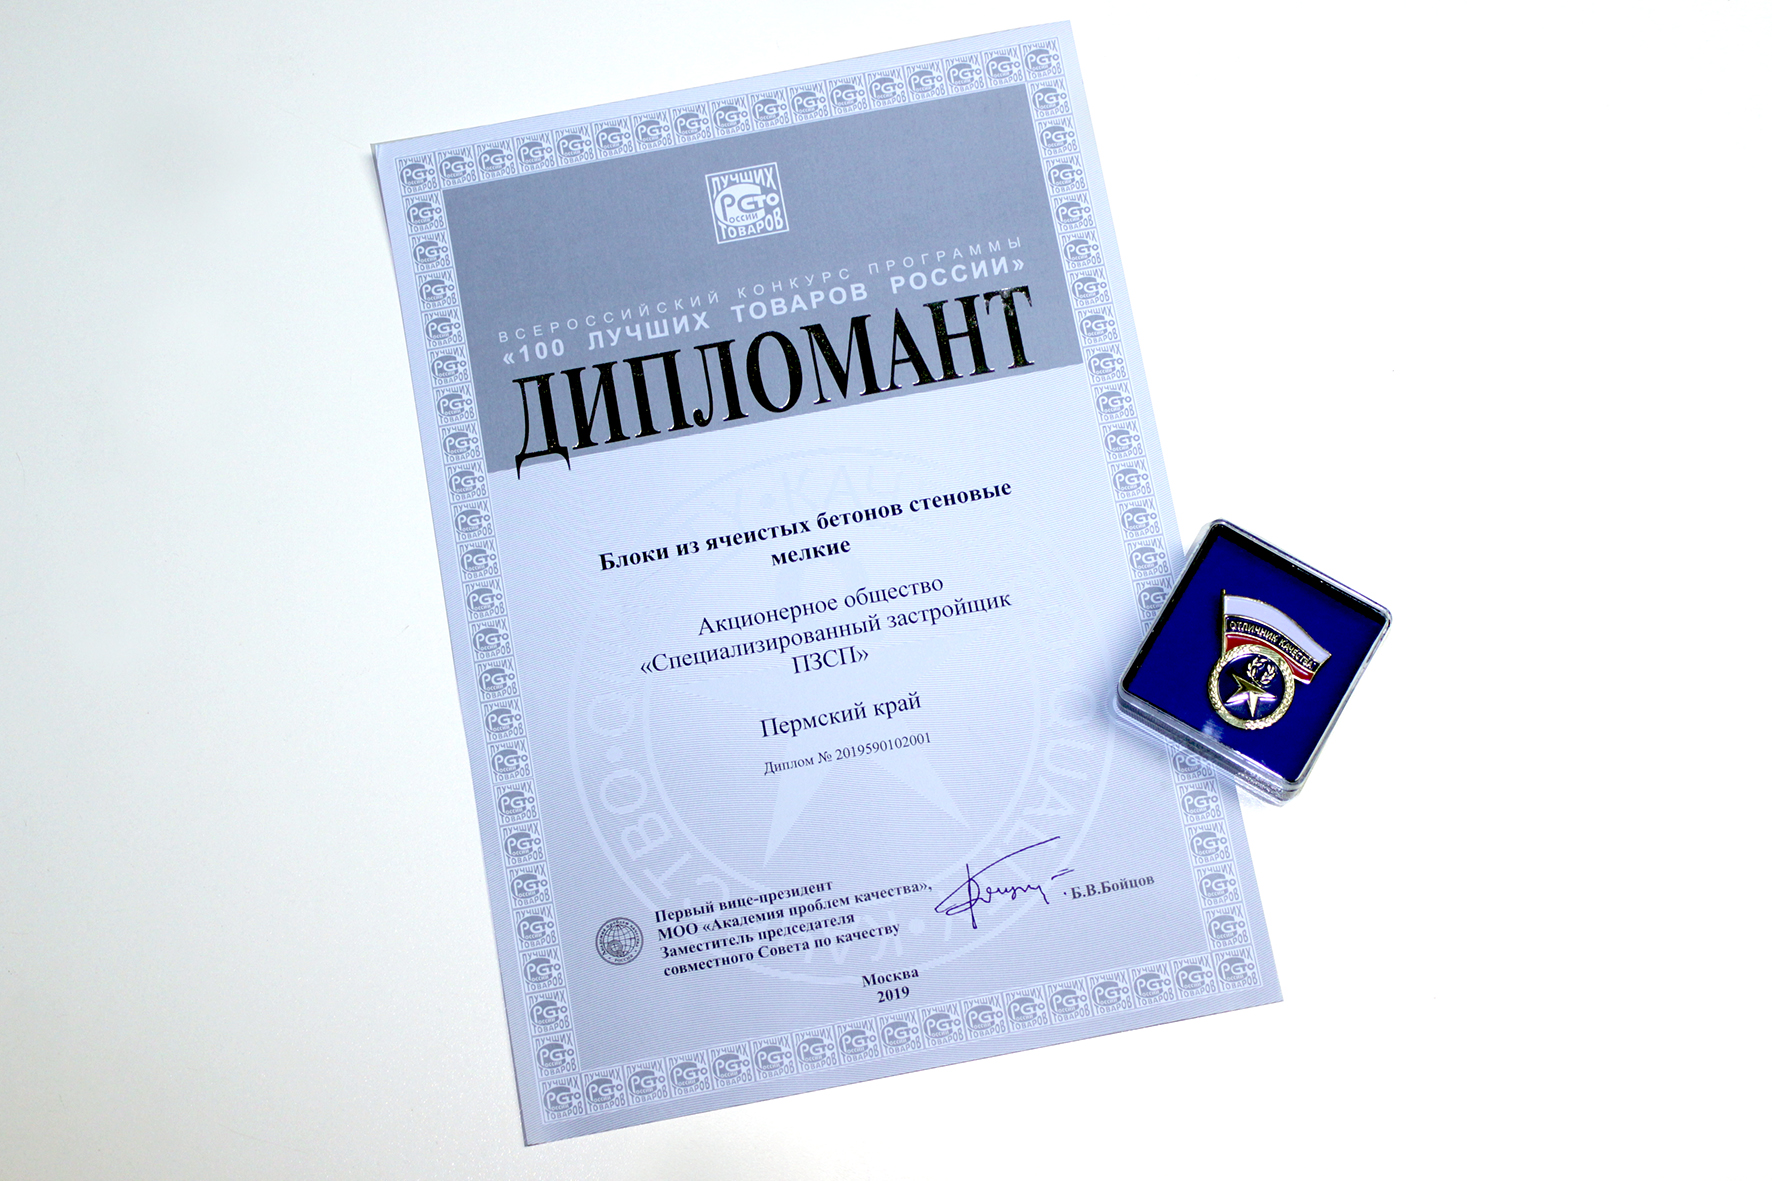 ЛУЧШИХ
СТО
РОССИИ
ТОВАРОВ
ВСЕРОССИЙСКИЙ КОНКУРС ПРОГРАММЫ
«100 ЛУЧШИХ ТОВАРОВ РОССИИ»
ДИПЛОМАНТ
Блоки из ячеистых бетонов стеновые
мелкие
Акционерное общество
«Специализированный застройщик
ПЗСП»
Пермский край
Диплом № 2019590102001
Первый вице-президент
МОО «Академия проблем качества»,
Заместитель председателя
совместного Совета по качеству
Б.В.Бойцов
Москва
2019
ОТЛИЧНИК КАЧЕСТВА